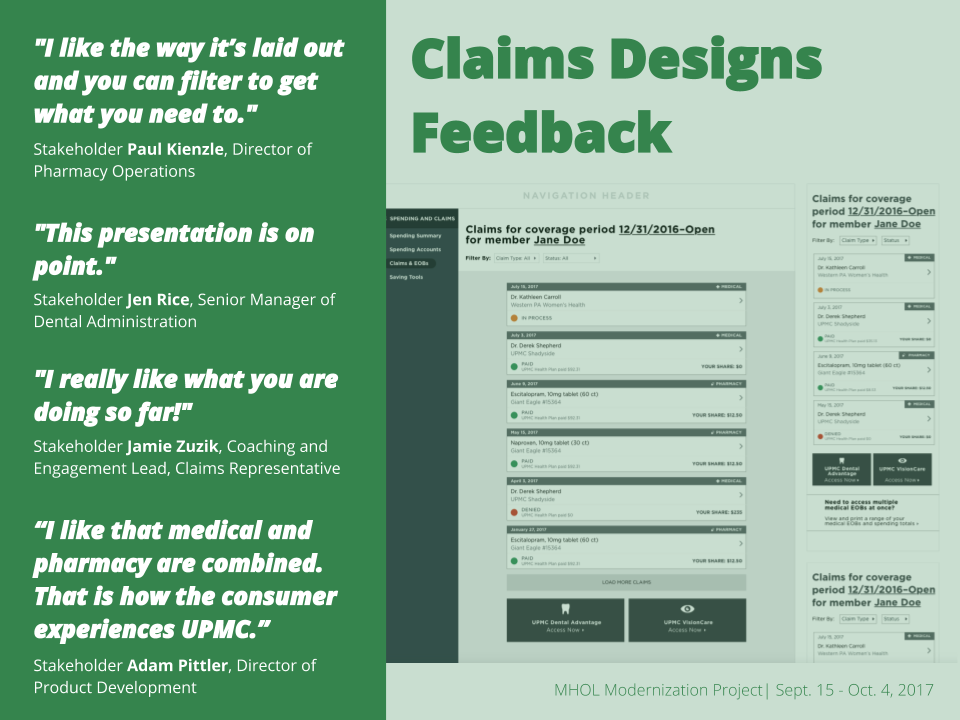 "I like the way it’s laid out
and you can filter to get
what you need to."
Stakeholder Paul Kienzle, Director of
Pharmacy Operations
"This presentation is on
point."
Stakeholder Jen Rice, Senior Manager of
Dental Administration
"I really like what you are
doing so far!"
Stakeholder Jamie Zuzik, Coaching and
Engagement Lead, Claims Representative
“I like that medical and
pharmacy are combined.
That is how the consumer
experiences UPMC.”
Stakeholder Adam Pittler, Director of
Product Development
Claims Designs
Feedback
NAVIGATION HEADER
SPENDING AND CLAIMS
Spending Summary
Spending Accounts
Claims & EOBs
Saving Tools
Claims for coverage period 12/31/2016–Open
for member Jane Doe
Filter By: Claim Type: All Status: All
July 15, 2017 MEDICAL
Dr. Kathleen Carroll
Western PA Women's Health
IN PROCESS
July 2, 2017 MEDICAL
Dr. Derek Shepherd
UPMC Shadyside
PAID
YOUR SHARE: $0
June 9, 2017 PHARMACY
Escitalopram, 10mg tablet (60 ct)
Giant Eagle #15364
PAID
YOUR SHARE: $12.50
May 15, 2017 PHARMACY
Naproxen, 10mg tablet (30 ct)
Giant Eagle #15364
PAID
YOUR SHARE: $12.50
April 3, 2017 MEDICAL
Dr. Derek Shepherd
UPMC Shadyside
DENIED
UPMC Health Plan paid $0
YOUR SHARE: $235
January 27, 2017 PHARMACY
Escitalopram, 10mg tablet (60 ct)
Giant Eagle #15364
PAID
YOUR SHARE: $12.50
LOAD MORE CLAIMS
UPMC Dental Advantage
Access Now
UPMC VisionCare
Access Now
Claims for coverage
period 12/31/2016–Open
for member Jane Doe
Filter By: Claim Type Status
July 15, 2017 MEDICAL
Dr. Kathleen Carroll
Western PA Women's Health
IN PROCESS
July 2, 2017 MEDICAL
Dr. Derek Shepherd
UPMC Shadyside
PAID
YOUR SHARE: $0
June 9, 2017 PHARMACY
Escitalopram, 10mg tablet (60 ct)
Giant Eagle #15364
PAID
YOUR SHARE: $12.50
May 15, 2017 MEDICAL
Dr. Derek Shepherd
UPMC Shadyside
DENIED
YOUR SHARE: $0
UPMC Dental
Advantage
Access Now
UPMC VisionCare
Access Now
Need to access multiple
medical EOBs at once?
View and print a range of your
medical EOBs and spending totals
Claims for coverage
period 12/31/2016–Open
for member Jane Doe
Filter By: Claim Type Status
July 15, 2017 MEDICAL
Dr. Kathleen Carroll
Western PA Women's Health
MHOL Modernization Project| Sept. 15 - Oct. 4, 2017